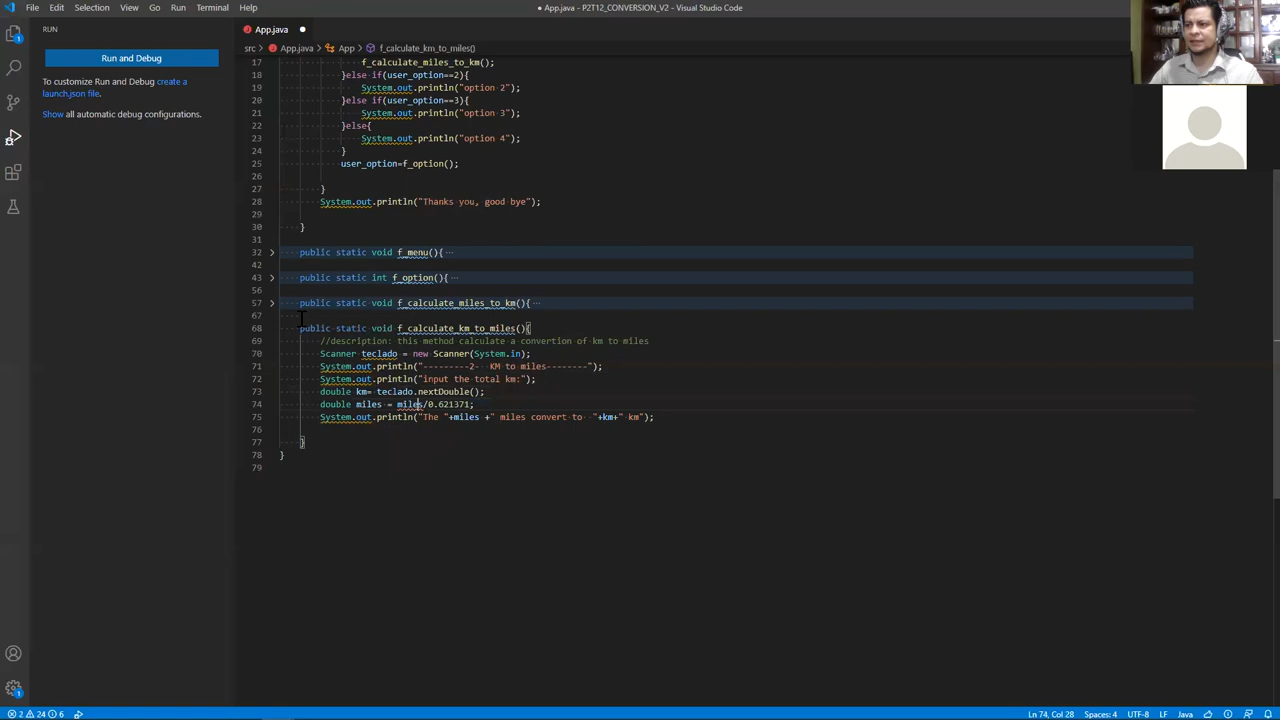 File Edit Selection View Go Run Terminal Help
● App.java - P2T12_CONVERSION_V2 - Visual Studio Code
RUN
App.java ●
src > App.java > App > f_calculate_km_to_miles()
Run and Debug
To customize Run and Debug create a
launch.json file.
Show all automatic debug configurations.
17 f_calculate_miles_to_km();
18 }else if(user_option==2){
19 System.out.println("option 2");
20 }else if(user_option==3){
21 System.out.println("option 3");
22 }else{
23 System.out.println("option 4");
24 }
25 user_option=f_option();
26
27 }
28 System.out.println("Thanks you, good bye");
29
30 }
31
32 public static void f_menu(){ ...
42
43 public static int f_option(){ ...
56
57 public static void f_calculate_miles_to_km(){ ...
67
68 public static void f_calculate_km_to_miles(){
69 //description: this method calculate a convertion of km to miles
70 Scanner teclado = new Scanner(System.in);
71 System.out.println("---------2- KM to miles--------");
72 System.out.println("input the total km:");
73 double km= teclado.nextDouble();
74 double miles = miles/0.621371;
75 System.out.println("The "+miles +" miles convert to  "+km+" km");
76
77 }
78 }
79
1
1
2 24 6
Ln 74, Col 28 Spaces: 4 UTF-8 LF Java